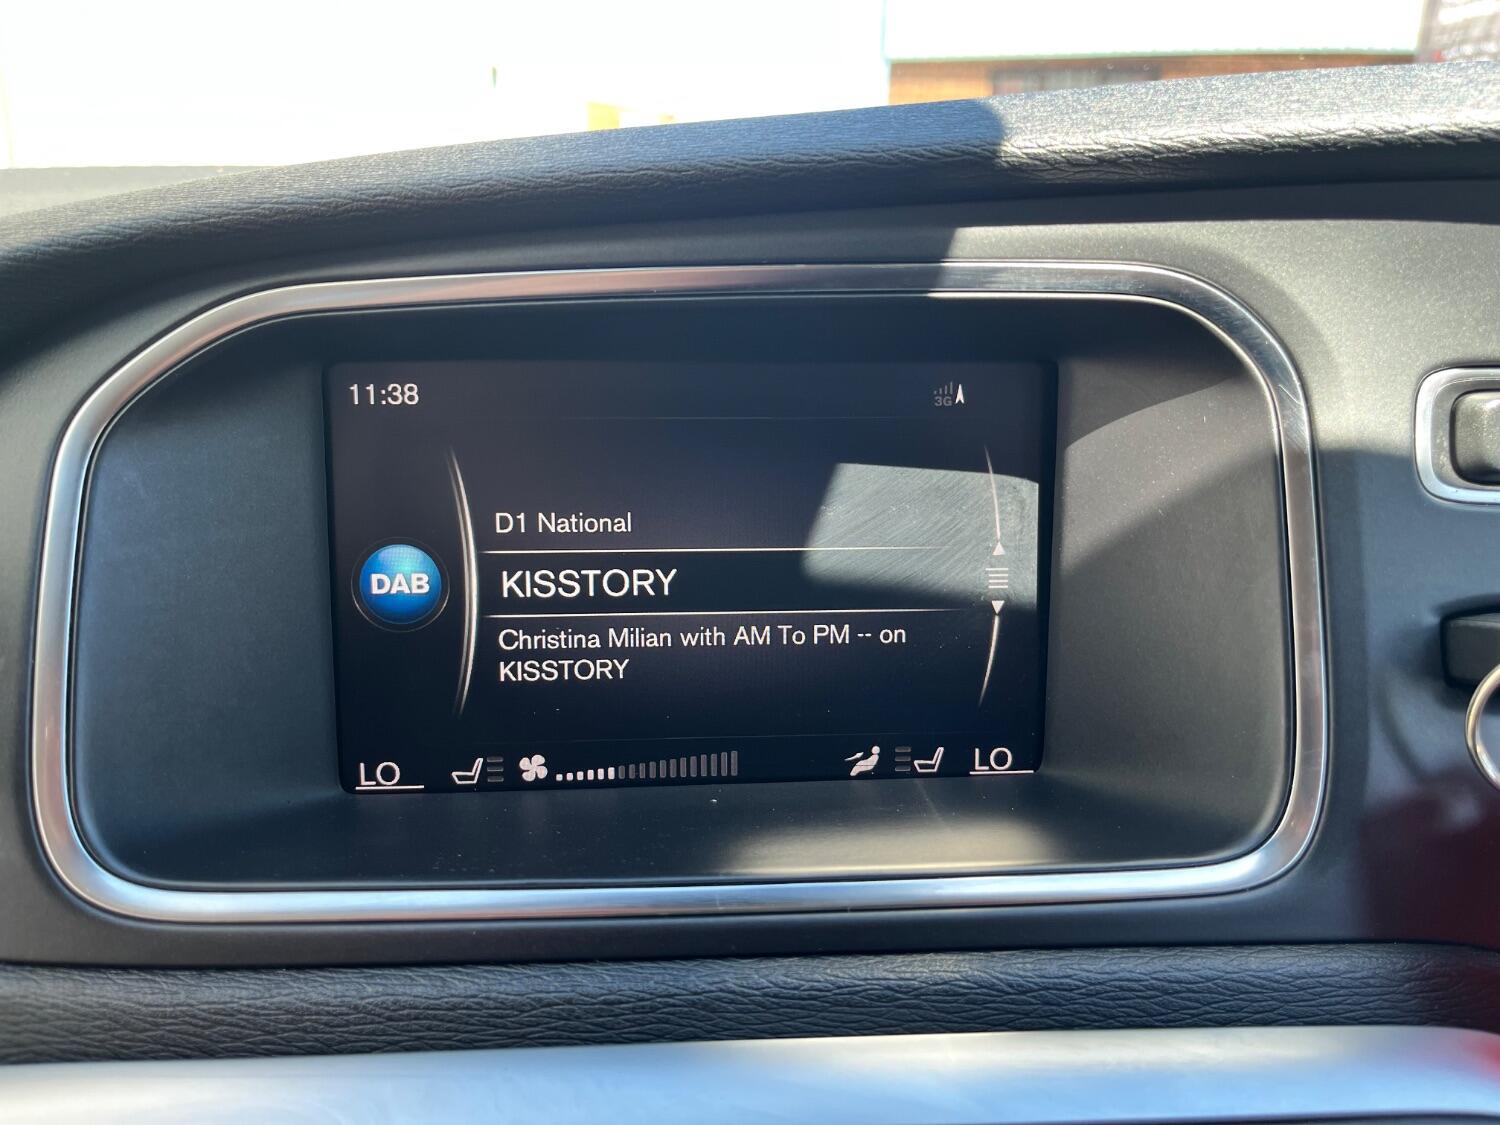 11:38
3G
D1 National
DAB
KISSTORY
Christina Milian with AM To PM -- on
KISSTORY
LO
LO